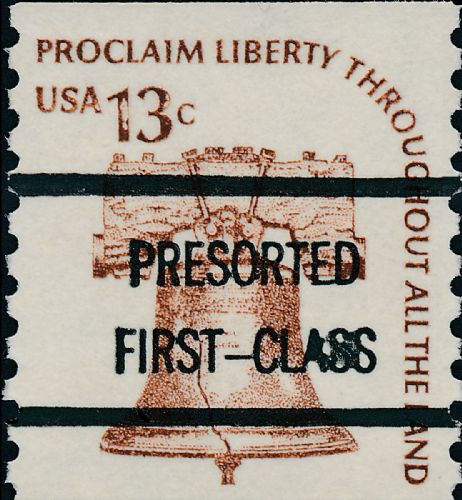 PROCLAIM LIBERTY THROUGHOUT ALL THE LAND
USA 13c
PRESORTED
FIRST-CLASS